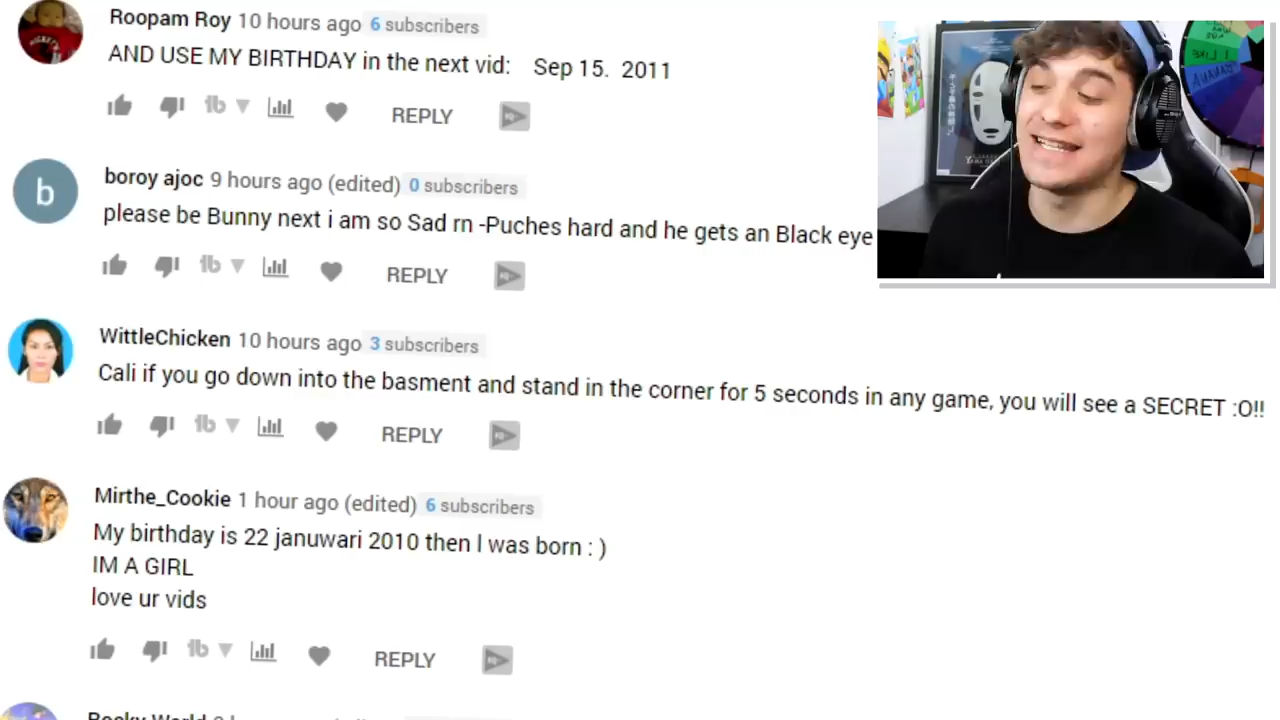 Roopam Roy 10 hours ago 6 subscribers
AND USE MY BIRTHDAY in the next vid: Sep 15. 2011
REPLY
b
boroy ajoc 9 hours ago (edited) 0 subscribers
please be Bunny next i am so Sad rn -Puches hard and he gets an Black eye
REPLY
WittleChicken 10 hours ago 3 subscribers
Cali if you go down into the basment and stand in the corner for 5 seconds in any game, you will see a SECRET :O!!
REPLY
Mirthe_Cookie 1 hour ago (edited) 6 subscribers
My birthday is 22 januwari 2010 then I was born : )
IM A GIRL
love ur vids
REPLY